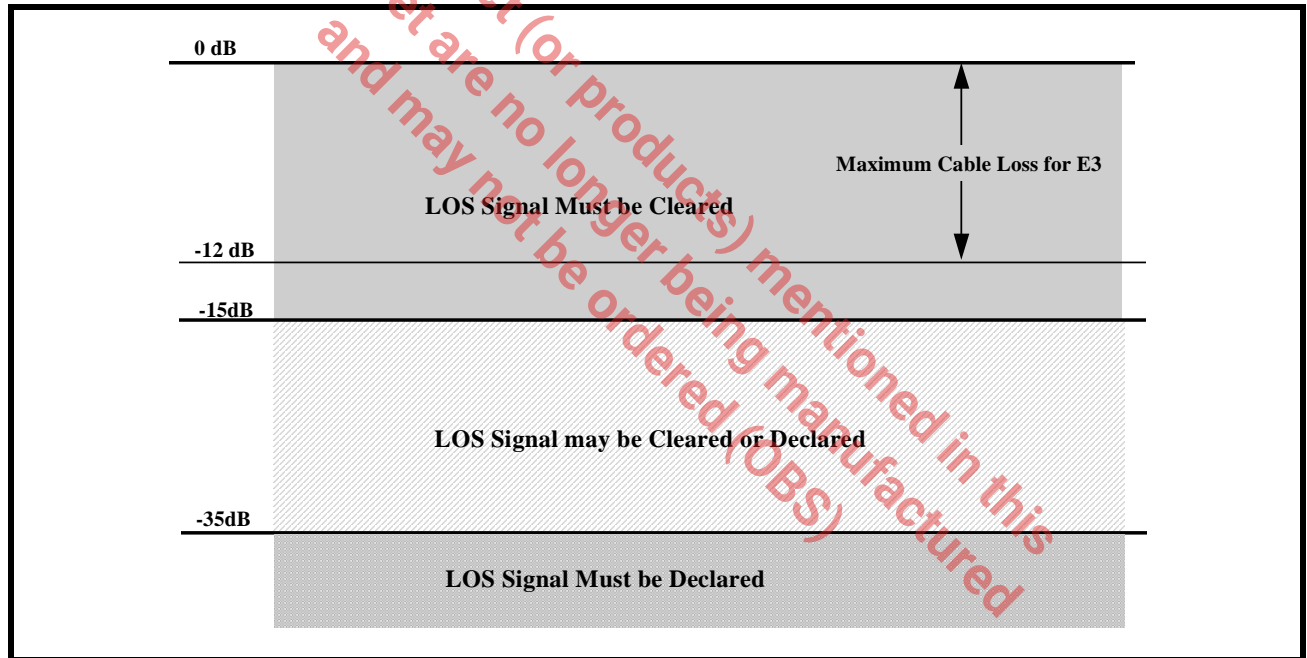 0 dB
Maximum Cable Loss for E3
LOS Signal Must be Cleared
-12 dB
-15dB
LOS Signal may be Cleared or Declared
-35dB
LOS Signal Must be Declared
ct (or products) mentioned in this
et are no longer being manufactured
and may not be ordered (OBS)